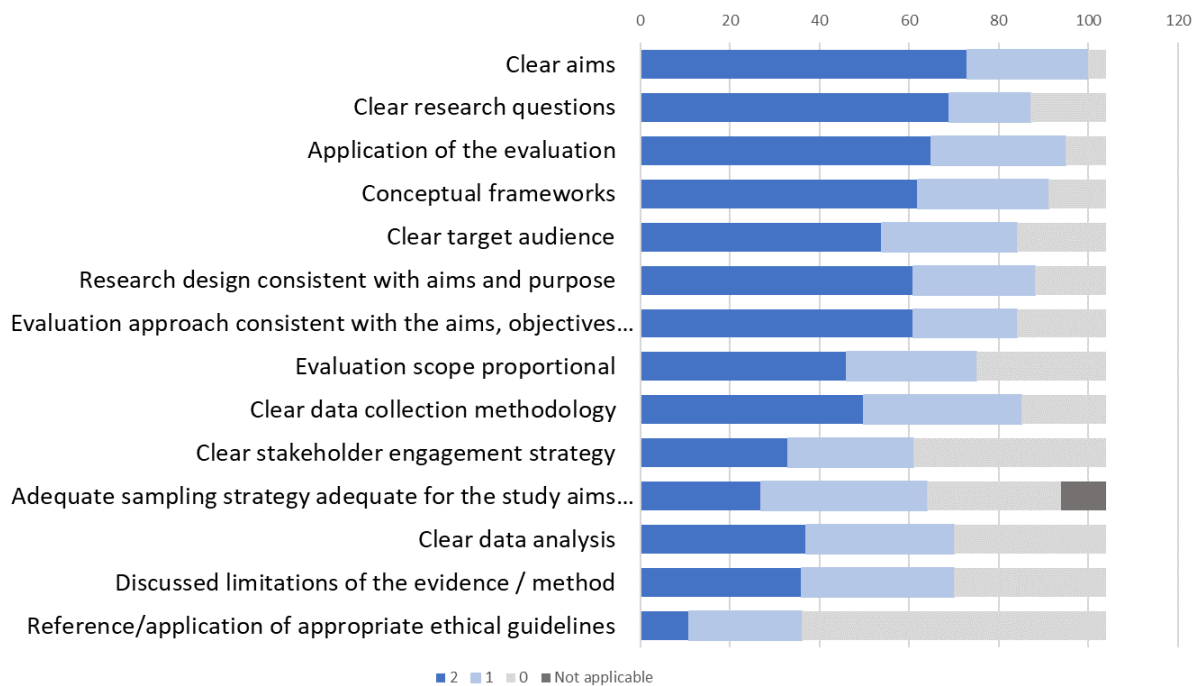 0 20 40 60 80 100 120
Clear aims
Clear research questions
Application of the evaluation
Conceptual frameworks
Clear target audience
Research design consistent with aims and purpose
Evaluation approach consistent with the aims, objectives...
Evaluation scope proportional
Clear data collection methodology
Clear stakeholder engagement strategy
Adequate sampling strategy adequate for the study aims...
Clear data analysis
Discussed limitations of the evidence / method
Reference/application of appropriate ethical guidelines
2 1 0 Not applicable